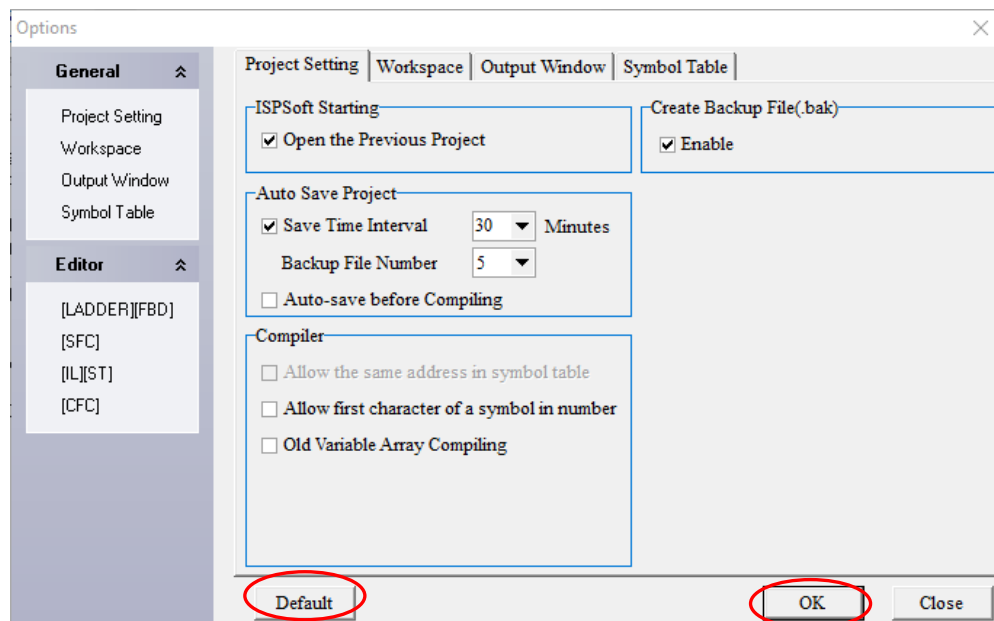 Options
General
Project Setting
Workspace
Output Window
Symbol Table
Editor
[LADDER][FBD]
[SFC]
[IL][ST]
[CFC]
Project Setting Workspace Output Window Symbol Table
ISPSoft Starting
Open the Previous Project
Create Backup File(.bak)
Enable
Auto Save Project
Save Time Interval 30 Minutes
Backup File Number 5
Auto-save before Compiling
Compiler
Allow the same address in symbol table
Allow first character of a symbol in number
Old Variable Array Compiling
Default OK Close